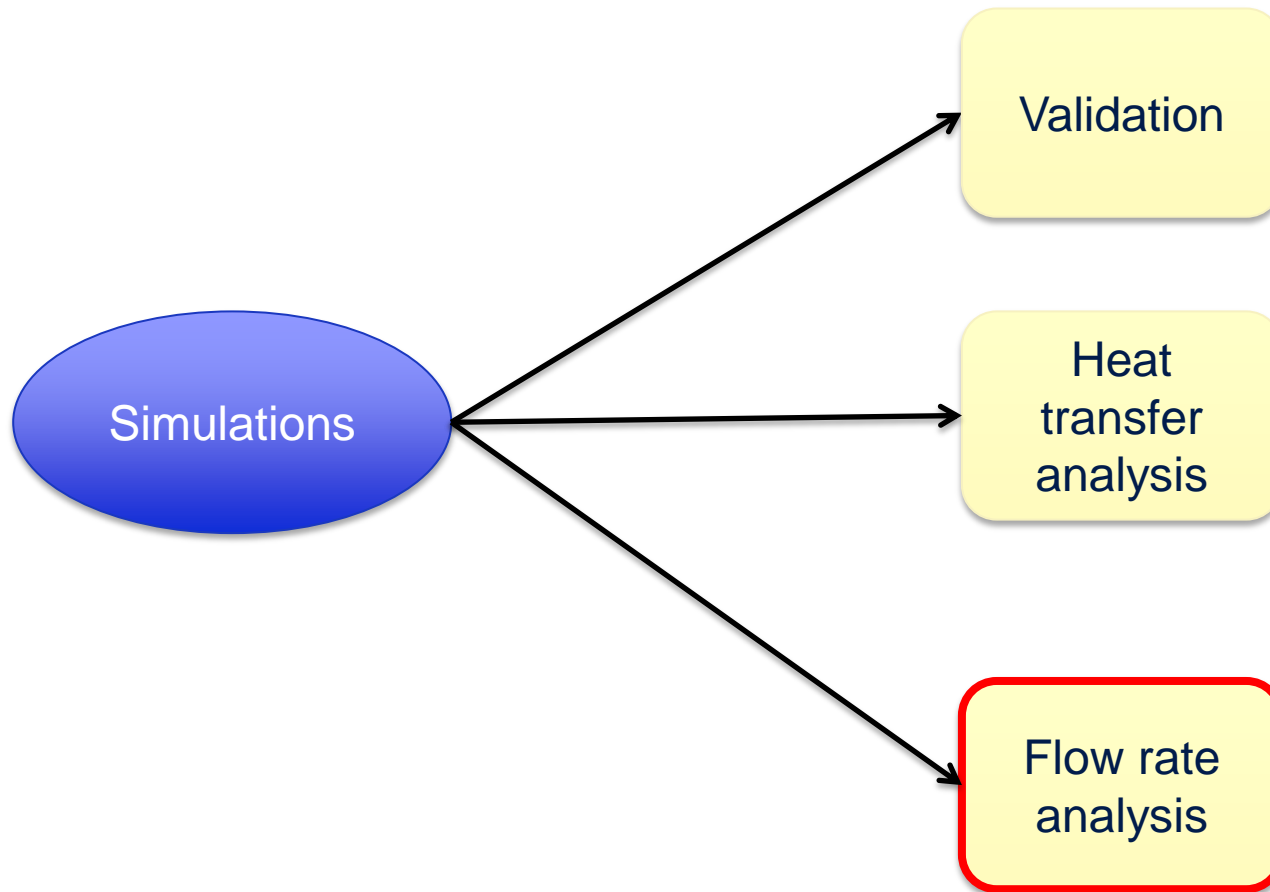 Validation
Simulations
Heat
transfer
analysis
Flow rate
analysis